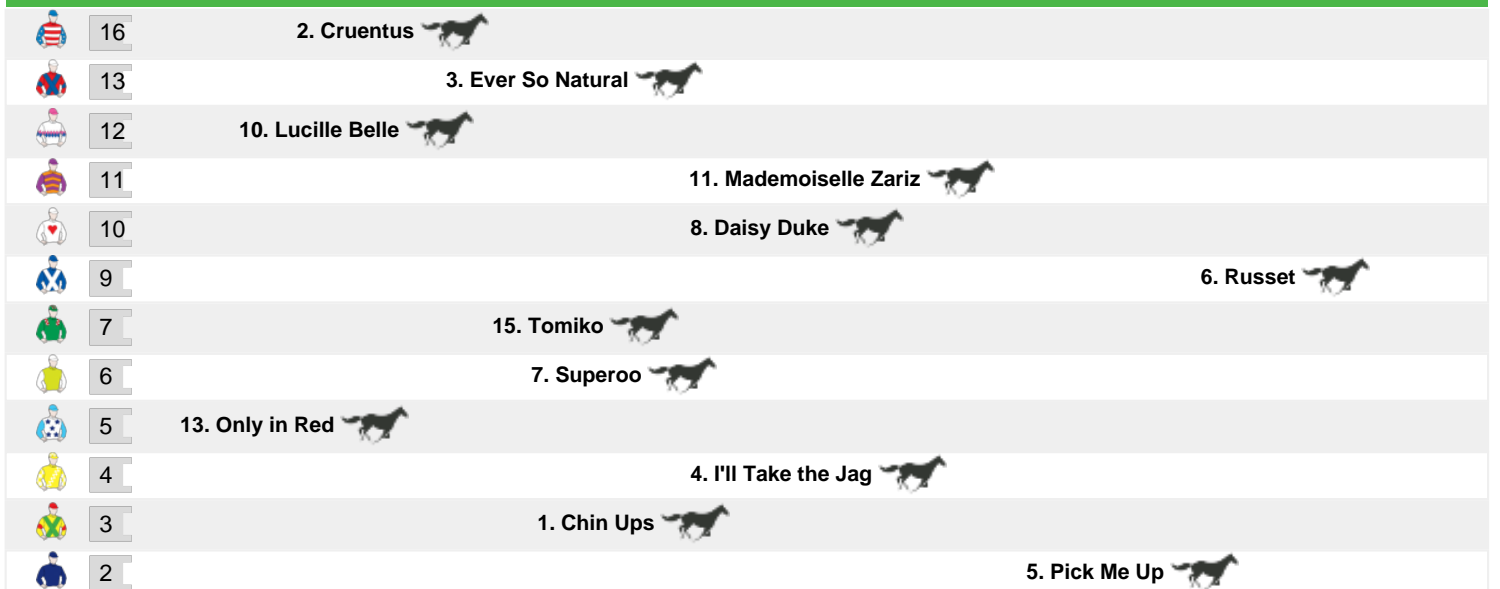 16 2. Cruentus
13 3. Ever So Natural
12 10. Lucille Belle
11 11. Mademoiselle Zariz
10 8. Daisy Duke
9 6. Russet
7 15. Tomiko
6 7. Superoo
5 13. Only in Red
4 4. I'll Take the Jag
3 1. Chin Ups
2 5. Pick Me Up